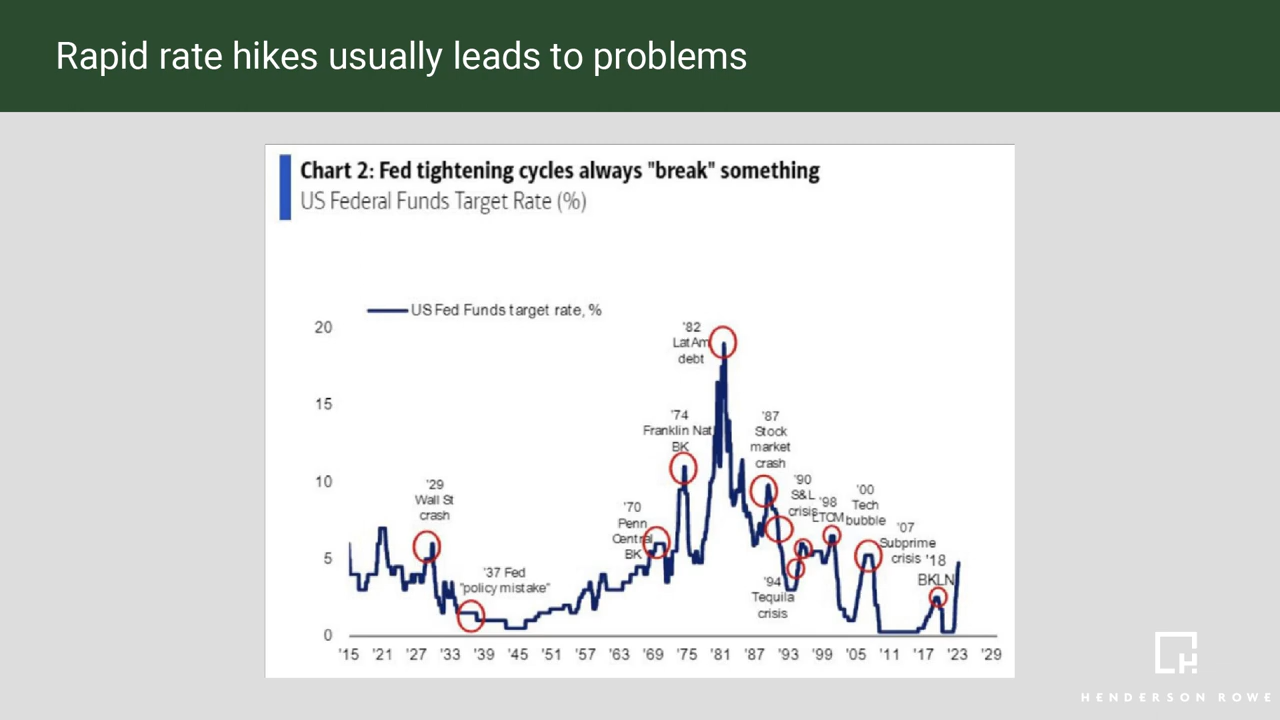 Rapid rate hikes usually leads to problems
Chart 2: Fed tightening cycles always "break" something
US Federal Funds Target Rate (%)
US Fed Funds target rate, %
20
15
10
5
0
'29
Wall St
crash
'37 Fed
"policy mistake"
'70
Penn
Central
BK
'74
Franklin Nat
BK
'82
LatAm
debt
'87
Stock
market
crash
'90
S&L
crisis
'94
Tequila
crisis
'98
LTCM
'00
Tech
bubble
'07
Subprime
crisis
'18
BKLN
'15 '21 '27 '33 '39 '45 '51 '57 '63 '69 '75 '81 '87 '93 '99 '05 '11 '17 '23 '29
H
HENDERSON ROWE